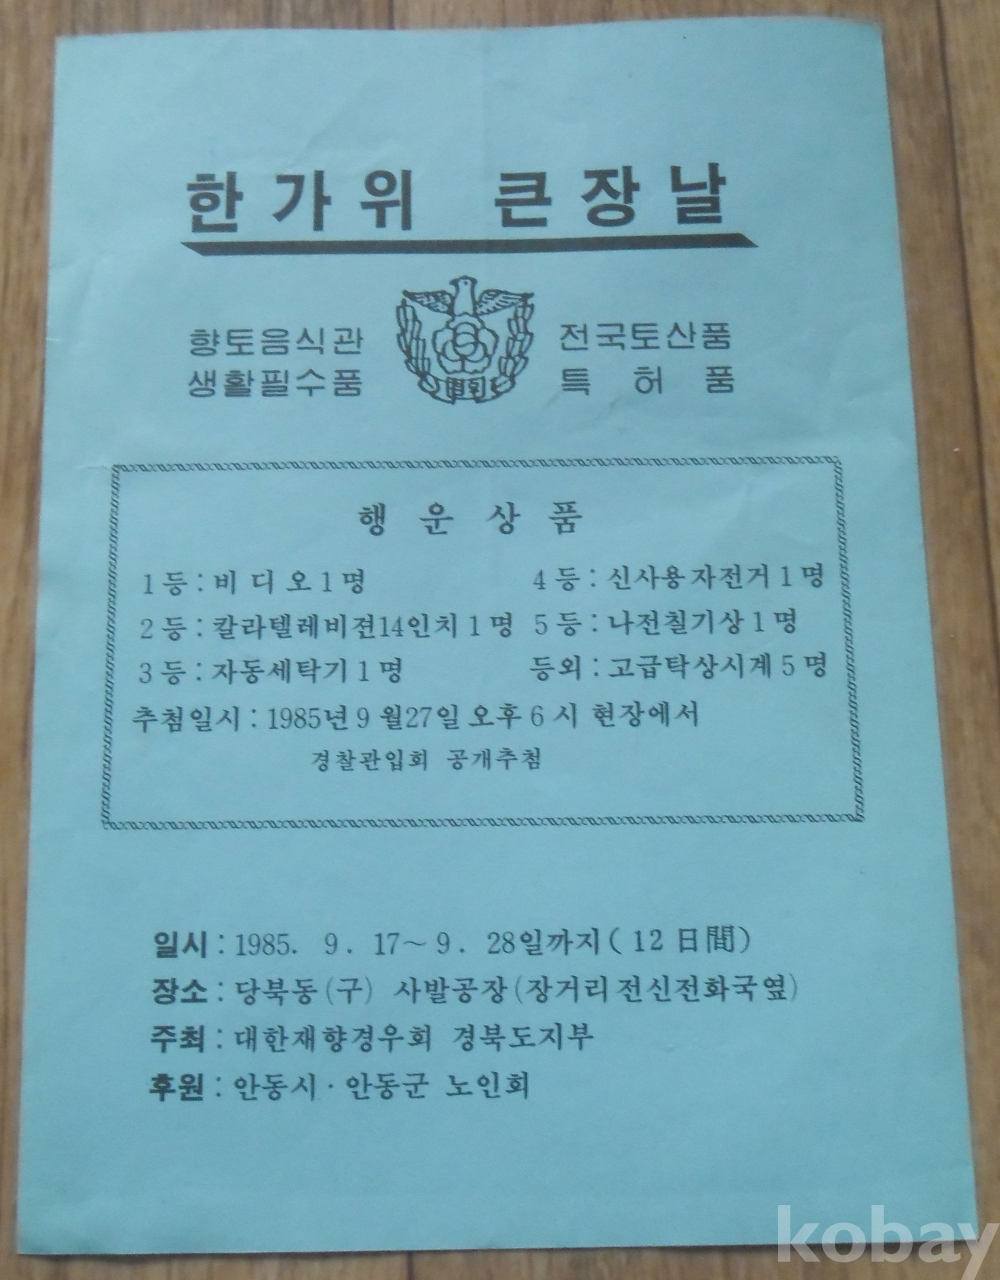 한가위 큰장날
향토음식관 전국토산품
생활필수품 특허품
행운상품
1등 : 비디오 1명
4등 : 신사용자전거 1명
2등 : 칼라텔레비젼14인치 1명
5등 : 나전칠기상 1명
3등 : 자동세탁기 1명
등외 : 고급탁상시계 5명
추첨일시 : 1985년 9월27일 오후 6시 현장에서
경찰관입회 공개추첨
일시 : 1985. 9. 17~ 9. 28일까지 (12日間)
장소 : 당북동(구) 사발공장(장거리전신전화국옆)
주최 : 대한재향경우회 경북도지부
후원 : 안동시·안동군 노인회
kobay